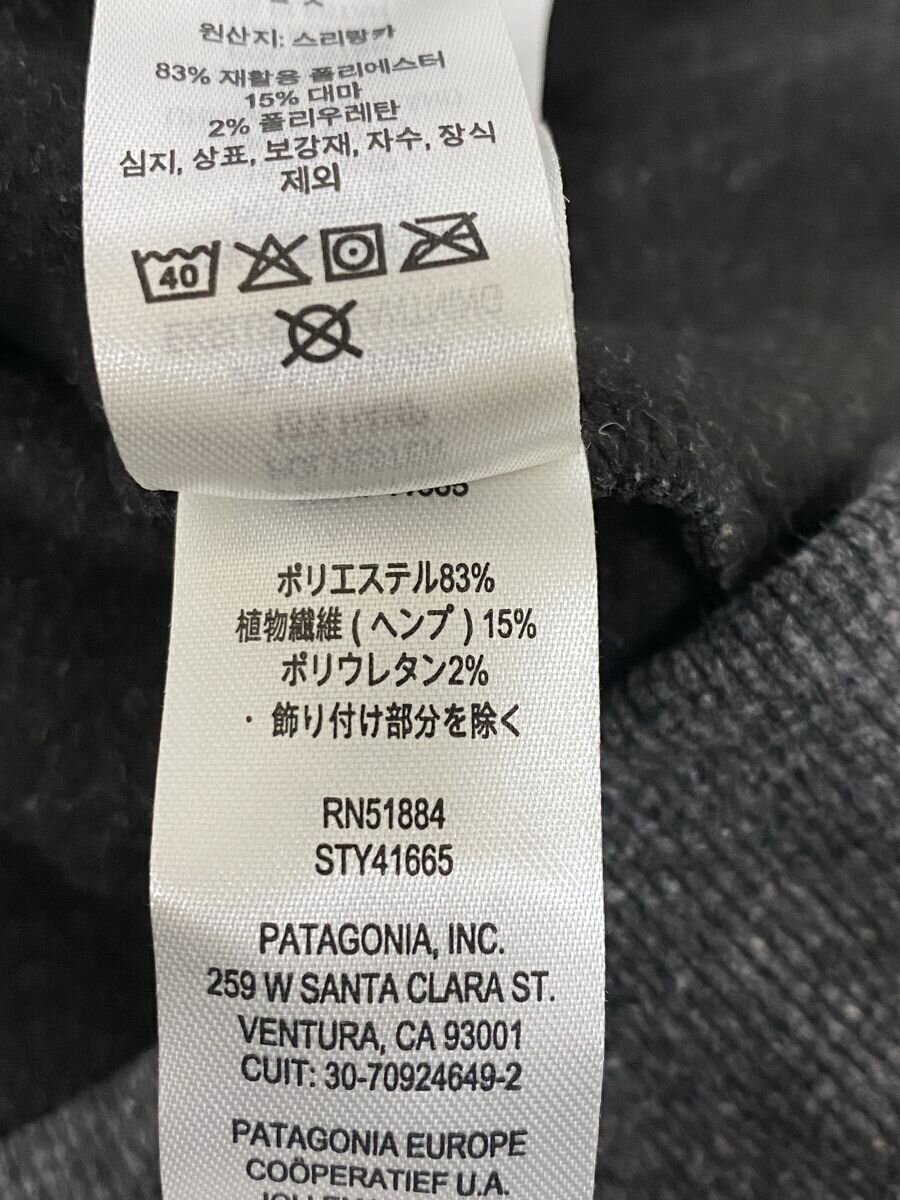 원산지: 스리랑카
83% 재활용 폴리에스터
15% 대마
2% 폴리우레탄
심지, 상표, 보강재, 자수, 장식
제외
40
ポリエステル83%
植物繊維 ( ヘンプ ) 15%
ポリウレタン2%
・飾り付け部分を除く
RN51884
STY41665
PATAGONIA, INC.
259 W SANTA CLARA ST.
VENTURA, CA 93001
CUIT: 30-70924649-2
PATAGONIA EUROPE
COÖPERATIEF U.A.